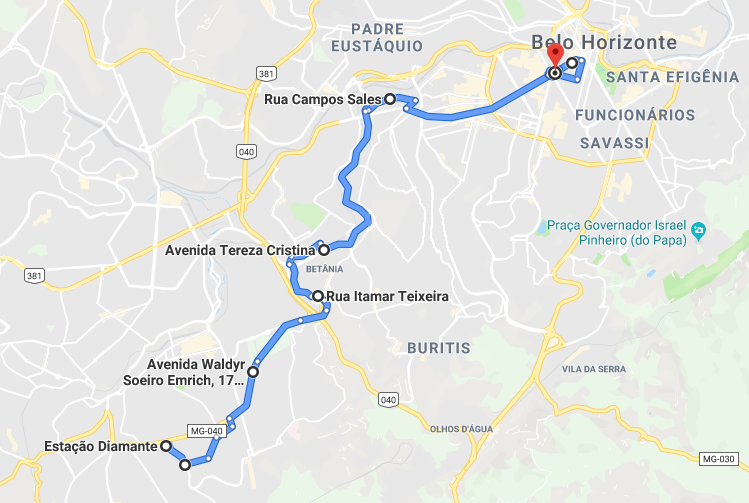 PADRE
EUSTÁQUIO
Belo Horizonte
381
SANTA EFIGÊNIA
Rua Campos Sales
FUNCIONÁRIOS
SAVASSI
040
Praça Governador Israel
Pinheiro (do Papa)
Avenida Tereza Cristina
BETÂNIA
381
Rua Itamar Teixeira
BURITIS
Avenida Waldyr
Soeiro Emrich, 17...
VILA DA SERRA
040
OLHOS D'ÁGUA
MG-040
Estação Diamante
MG-030